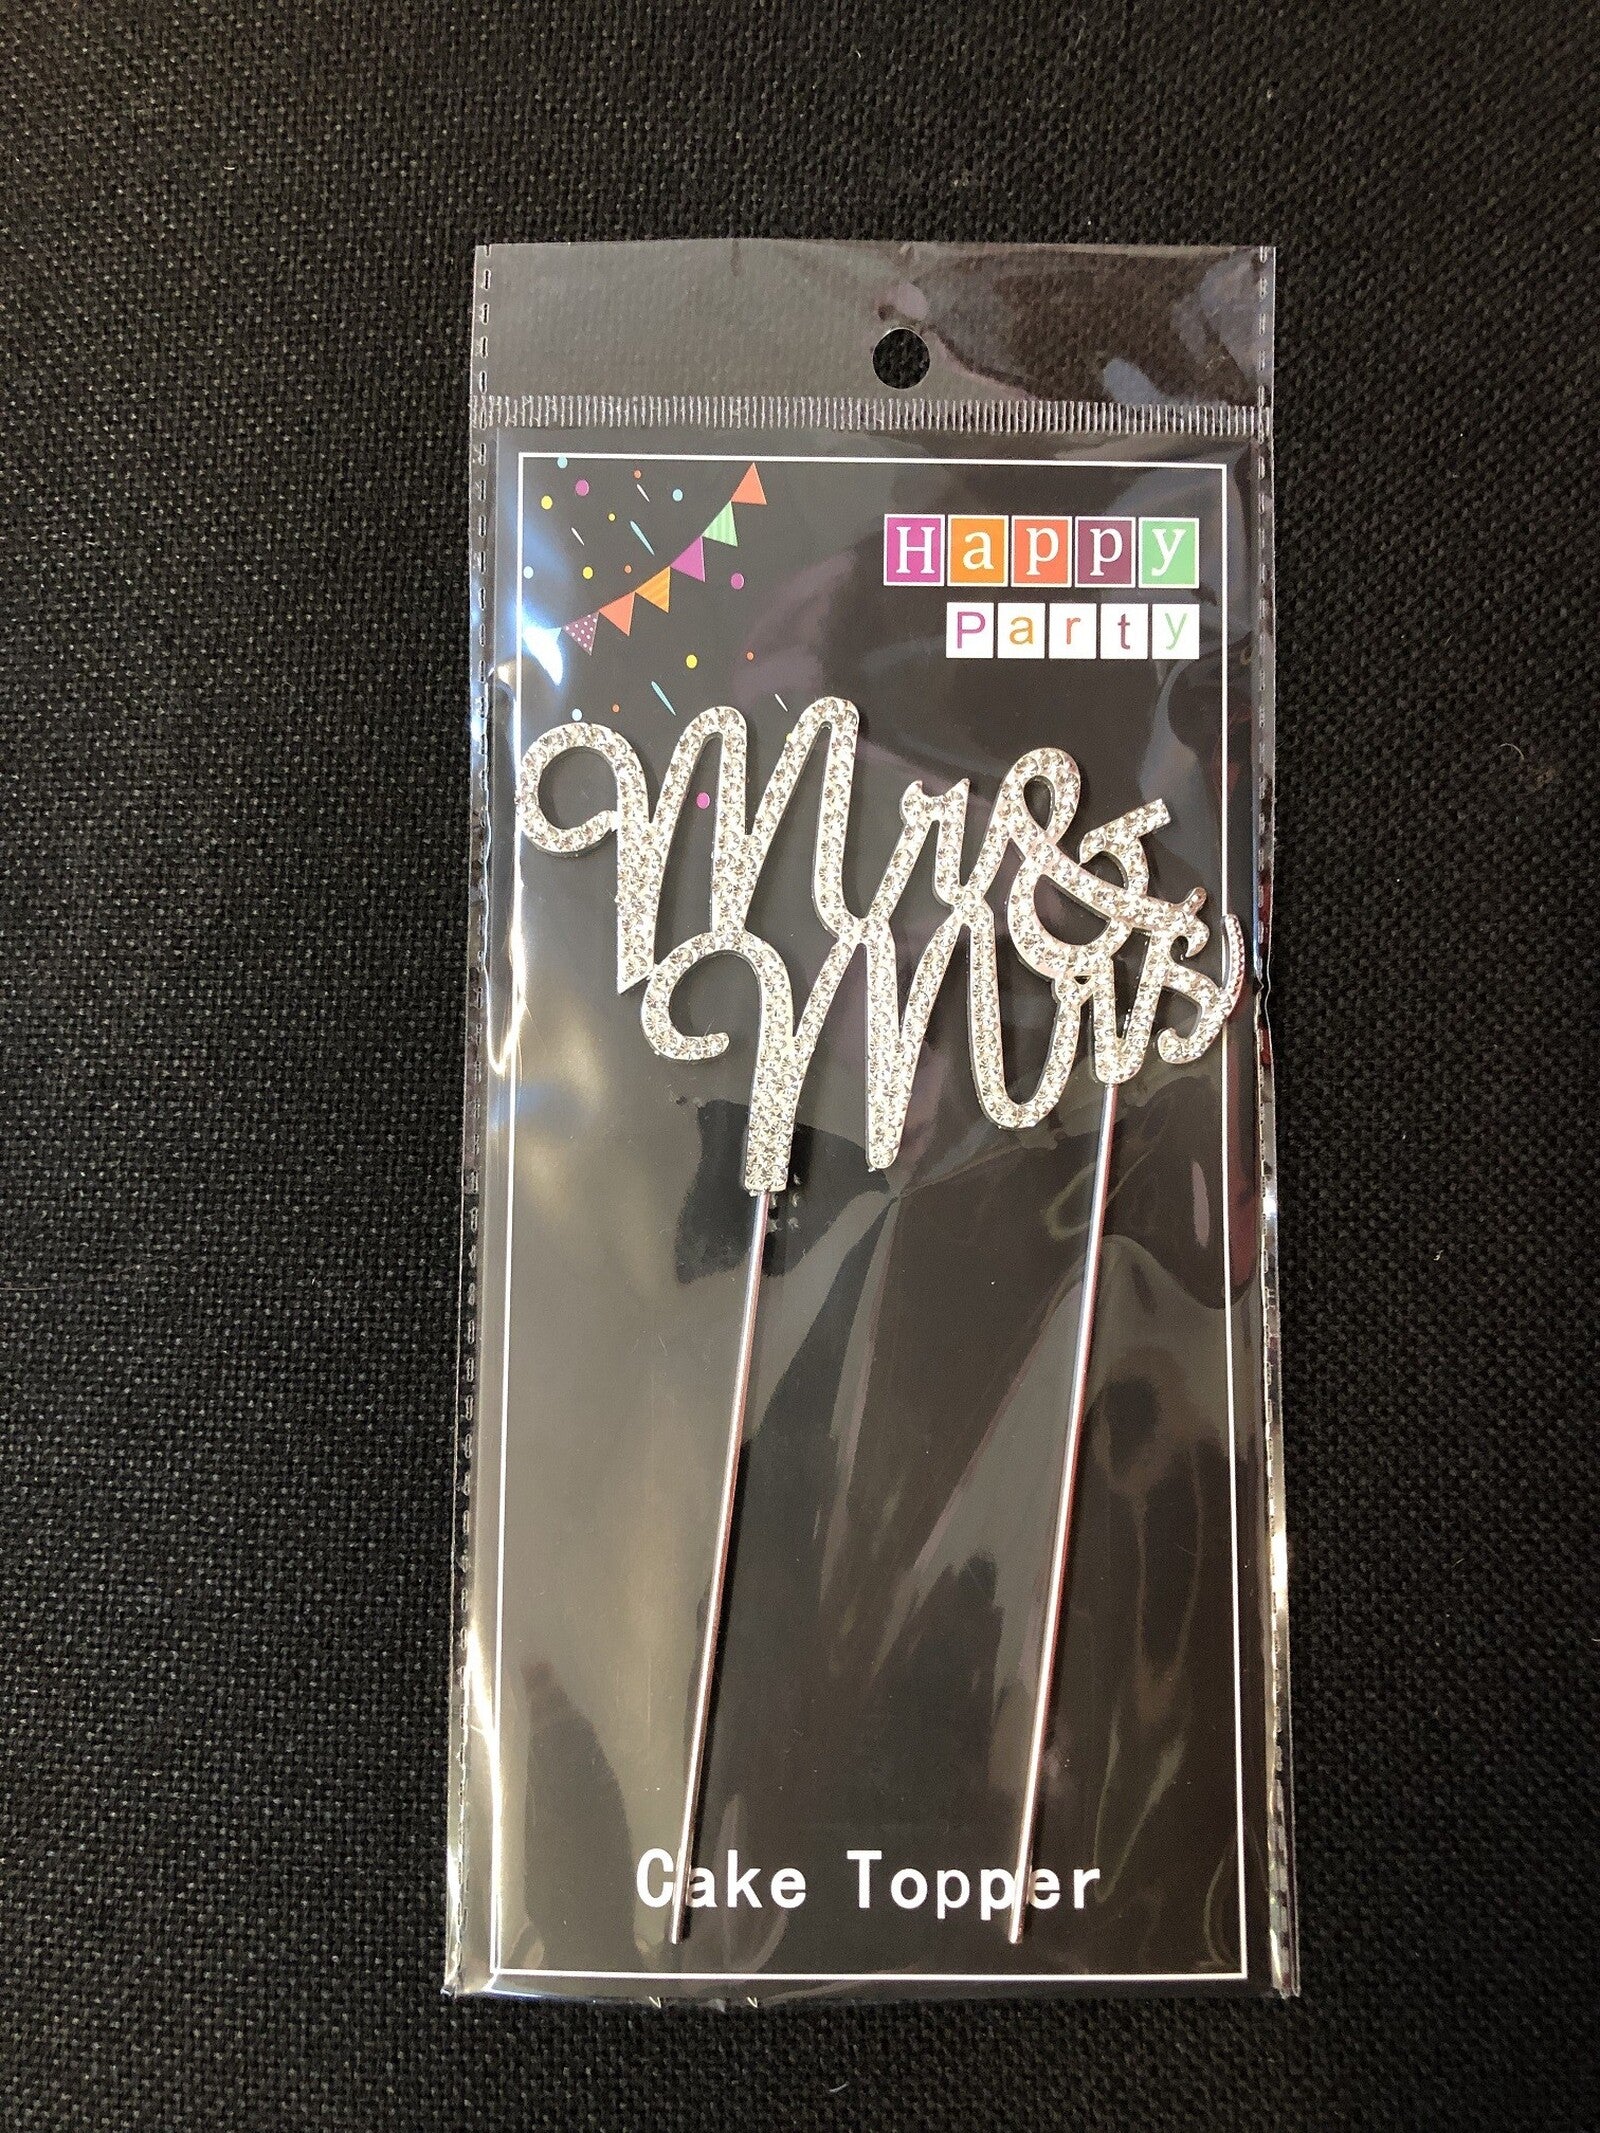 Happy
Party
Mr &
Mrs
Cake Topper